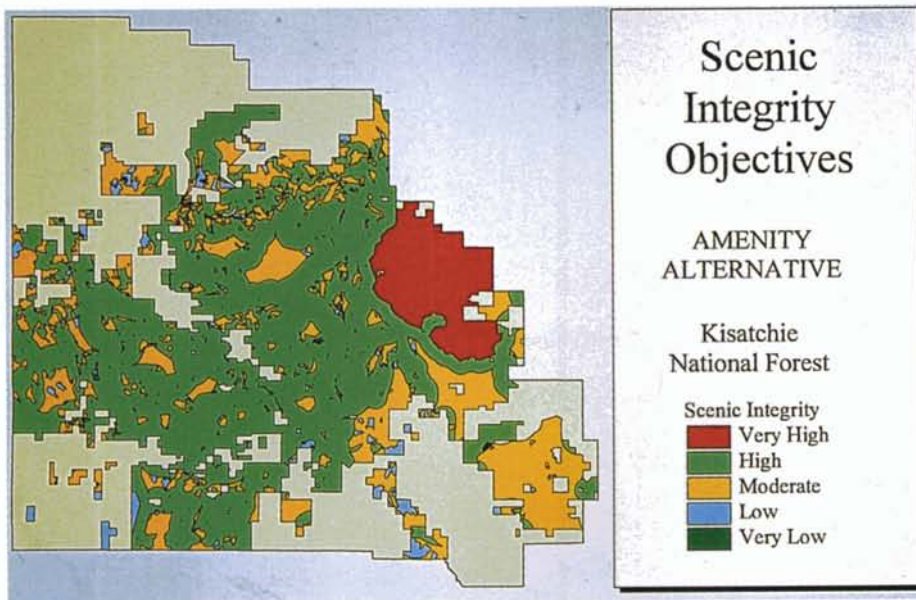 Scenic
Integrity
Objectives
AMENITY
ALTERNATIVE
Kisatchie
National Forest
Scenic Integrity
Very High
High
Moderate
Low
Very Low